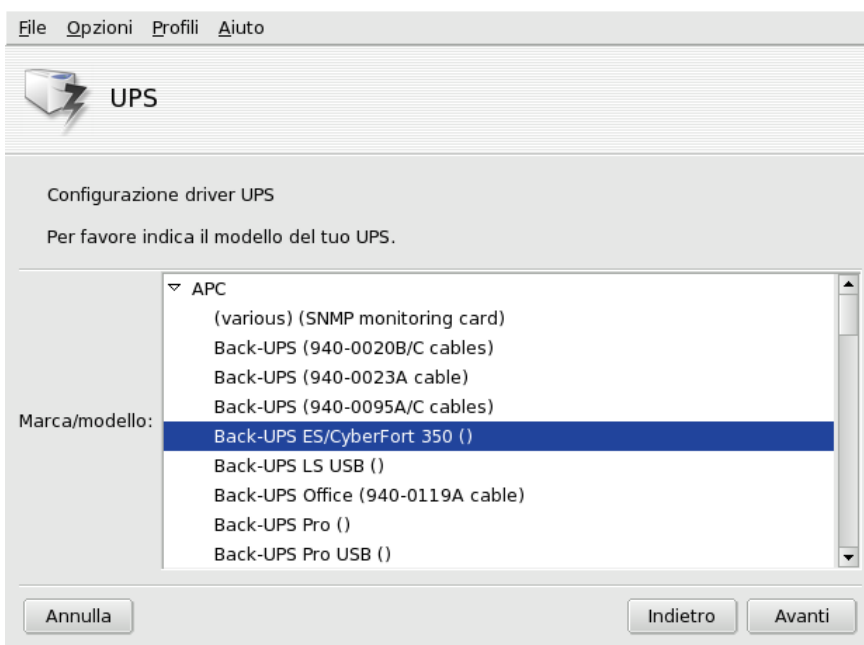 File Opzioni Profili Aiuto
UPS
Configurazione driver UPS
Per favore indica il modello del tuo UPS.
Marca/modello:
APC
(various) (SNMP monitoring card)
Back-UPS (940-0020B/C cables)
Back-UPS (940-0023A cable)
Back-UPS (940-0095A/C cables)
Back-UPS ES/CyberFort 350 ()
Back-UPS LS USB ()
Back-UPS Office (940-0119A cable)
Back-UPS Pro ()
Back-UPS Pro USB ()
Annulla Indietro Avanti